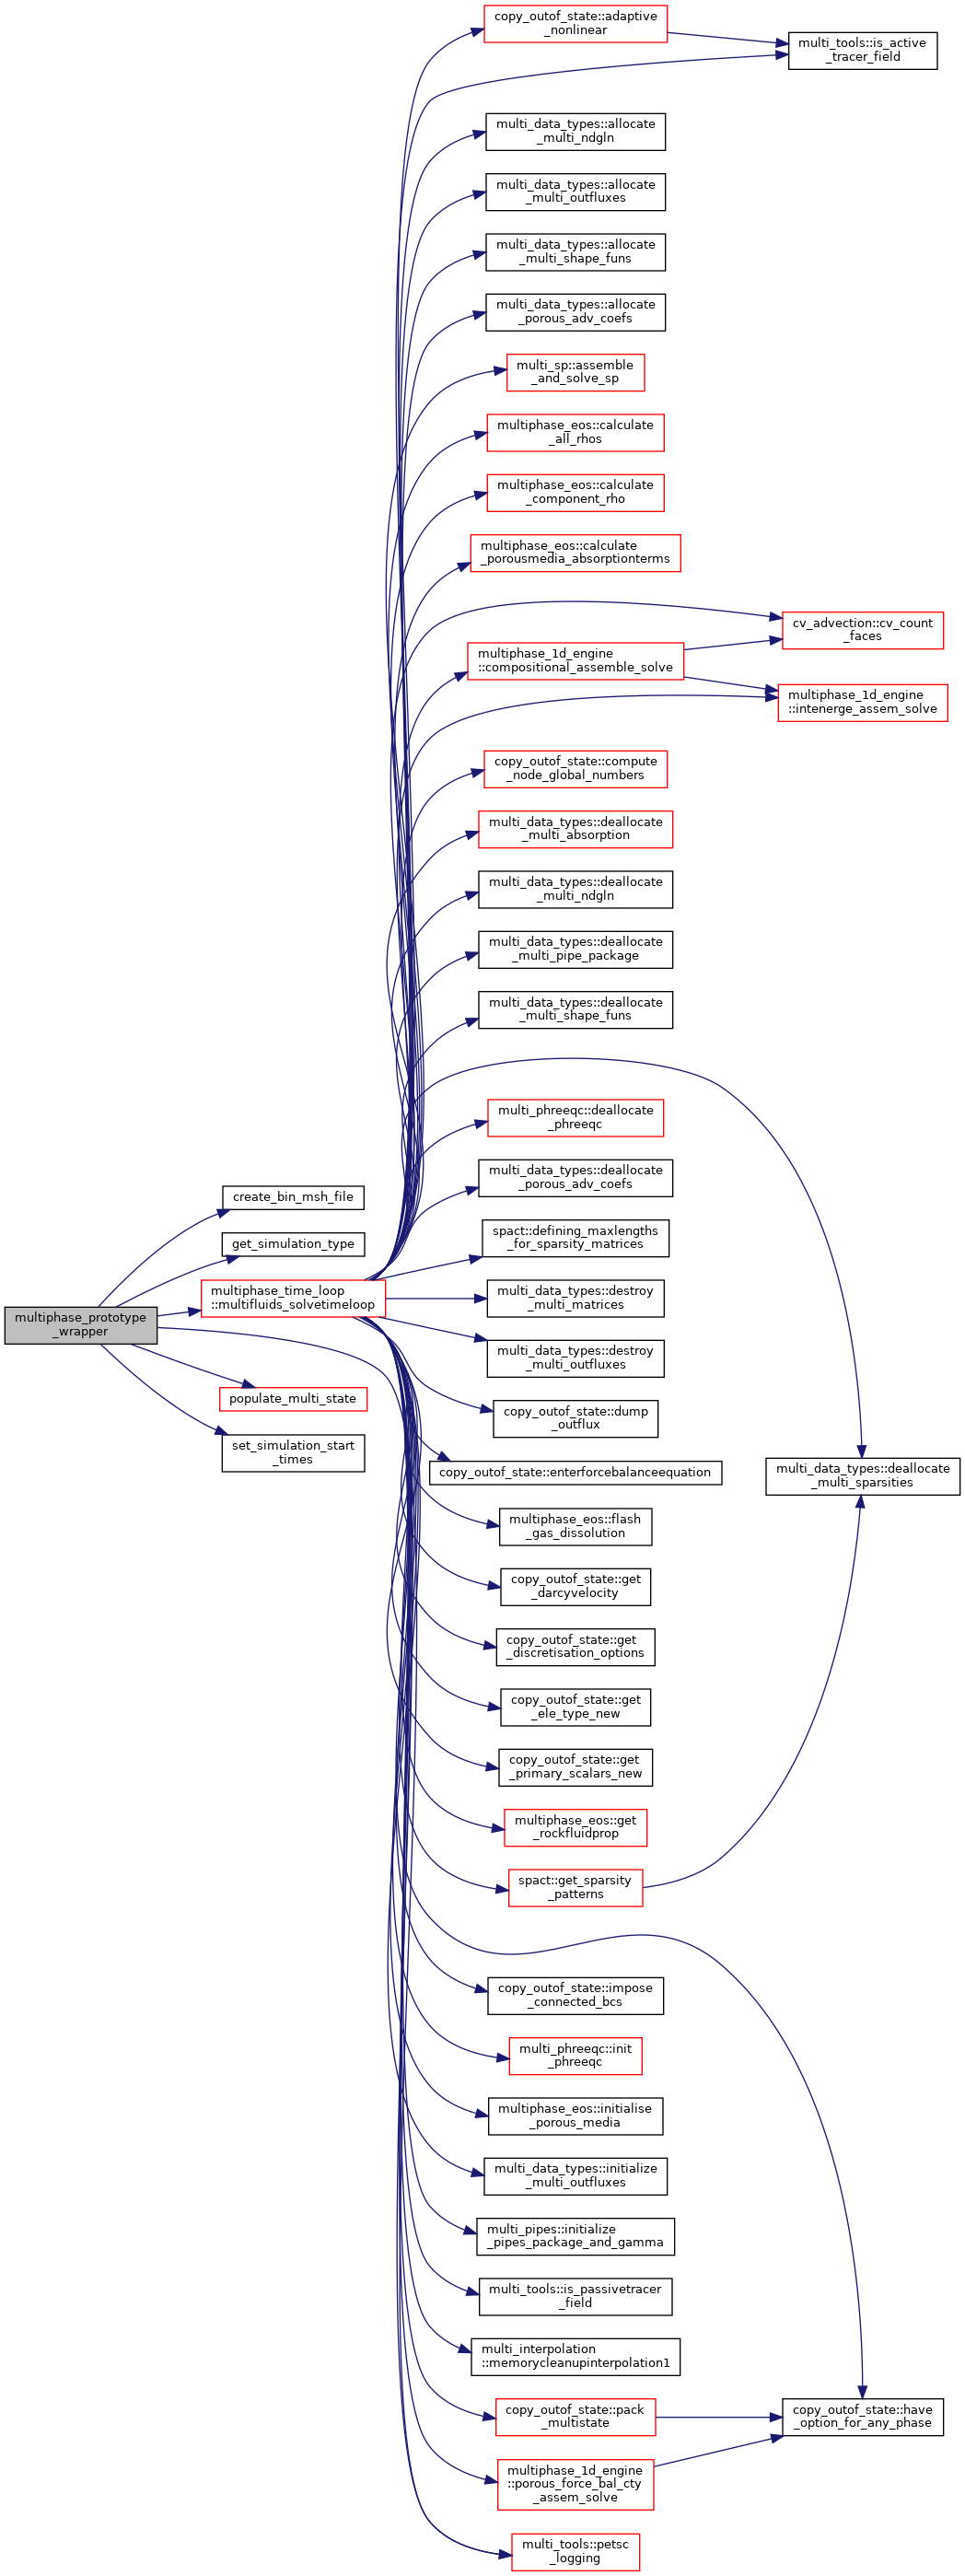 copy_outof_state::adaptive
_nonlinear
multi_tools::is_active
_tracer_field
multi_data_types::allocate
_multi_ndgln
multi_data_types::allocate
_multi_outfluxes
multi_data_types::allocate
_multi_shape_funs
multi_data_types::allocate
_porous_adv_coefs
multi_sp::assemble
_and_solve_sp
multiphase_eos::calculate
_all_rhos
multiphase_eos::calculate
_component_rho
multiphase_eos::calculate
_porousmedia_absorptionterms
cv_advection::cv_count
_faces
multiphase_1d_engine
::compositional_assemble_solve
multiphase_1d_engine
::intenerge_assem_solve
copy_outof_state::compute
_node_global_numbers
multi_data_types::deallocate
_multi_absorption
multi_data_types::deallocate
_multi_ndgln
multi_data_types::deallocate
_multi_pipe_package
multi_data_types::deallocate
_multi_shape_funs
multi_phreeqc::deallocate
_phreeqc
multi_data_types::deallocate
_porous_adv_coefs
create_bin_msh_file
get_simulation_type
spact::defining_maxlengths
_for_sparsity_matrices
multiphase_time_loop
::multifluids_solvetimeloop
multi_data_types::destroy
_multi_matrices
multiphase_prototype
_wrapper
multi_data_types::destroy
_multi_outfluxes
populate_multi_state
copy_outof_state::dump
_outflux
set_simulation_start
_times
copy_outof_state::enterforcebalanceequation
multi_data_types::deallocate
_multi_sparsities
multiphase_eos::flash
_gas_dissolution
copy_outof_state::get
_darcyvelocity
copy_outof_state::get
_discretisation_options
copy_outof_state::get
_ele_type_new
copy_outof_state::get
_primary_scalars_new
multiphase_eos::get
_rockfluidprop
spact::get_sparsity
_patterns
copy_outof_state::impose
_connected_bcs
multi_phreeqc::init
_phreeqc
multiphase_eos::initialise
_porous_media
multi_data_types::initialize
_multi_outfluxes
multi_pipes::initialize
_pipes_package_and_gamma
multi_tools::is_passivetracer
_field
multi_interpolation
::memorycleanupinterpolation1
copy_outof_state::pack
_multistate
copy_outof_state::have
_option_for_any_phase
multiphase_1d_engine
::porous_force_bal_cty
_assem_solve
multi_tools::petsc
_logging